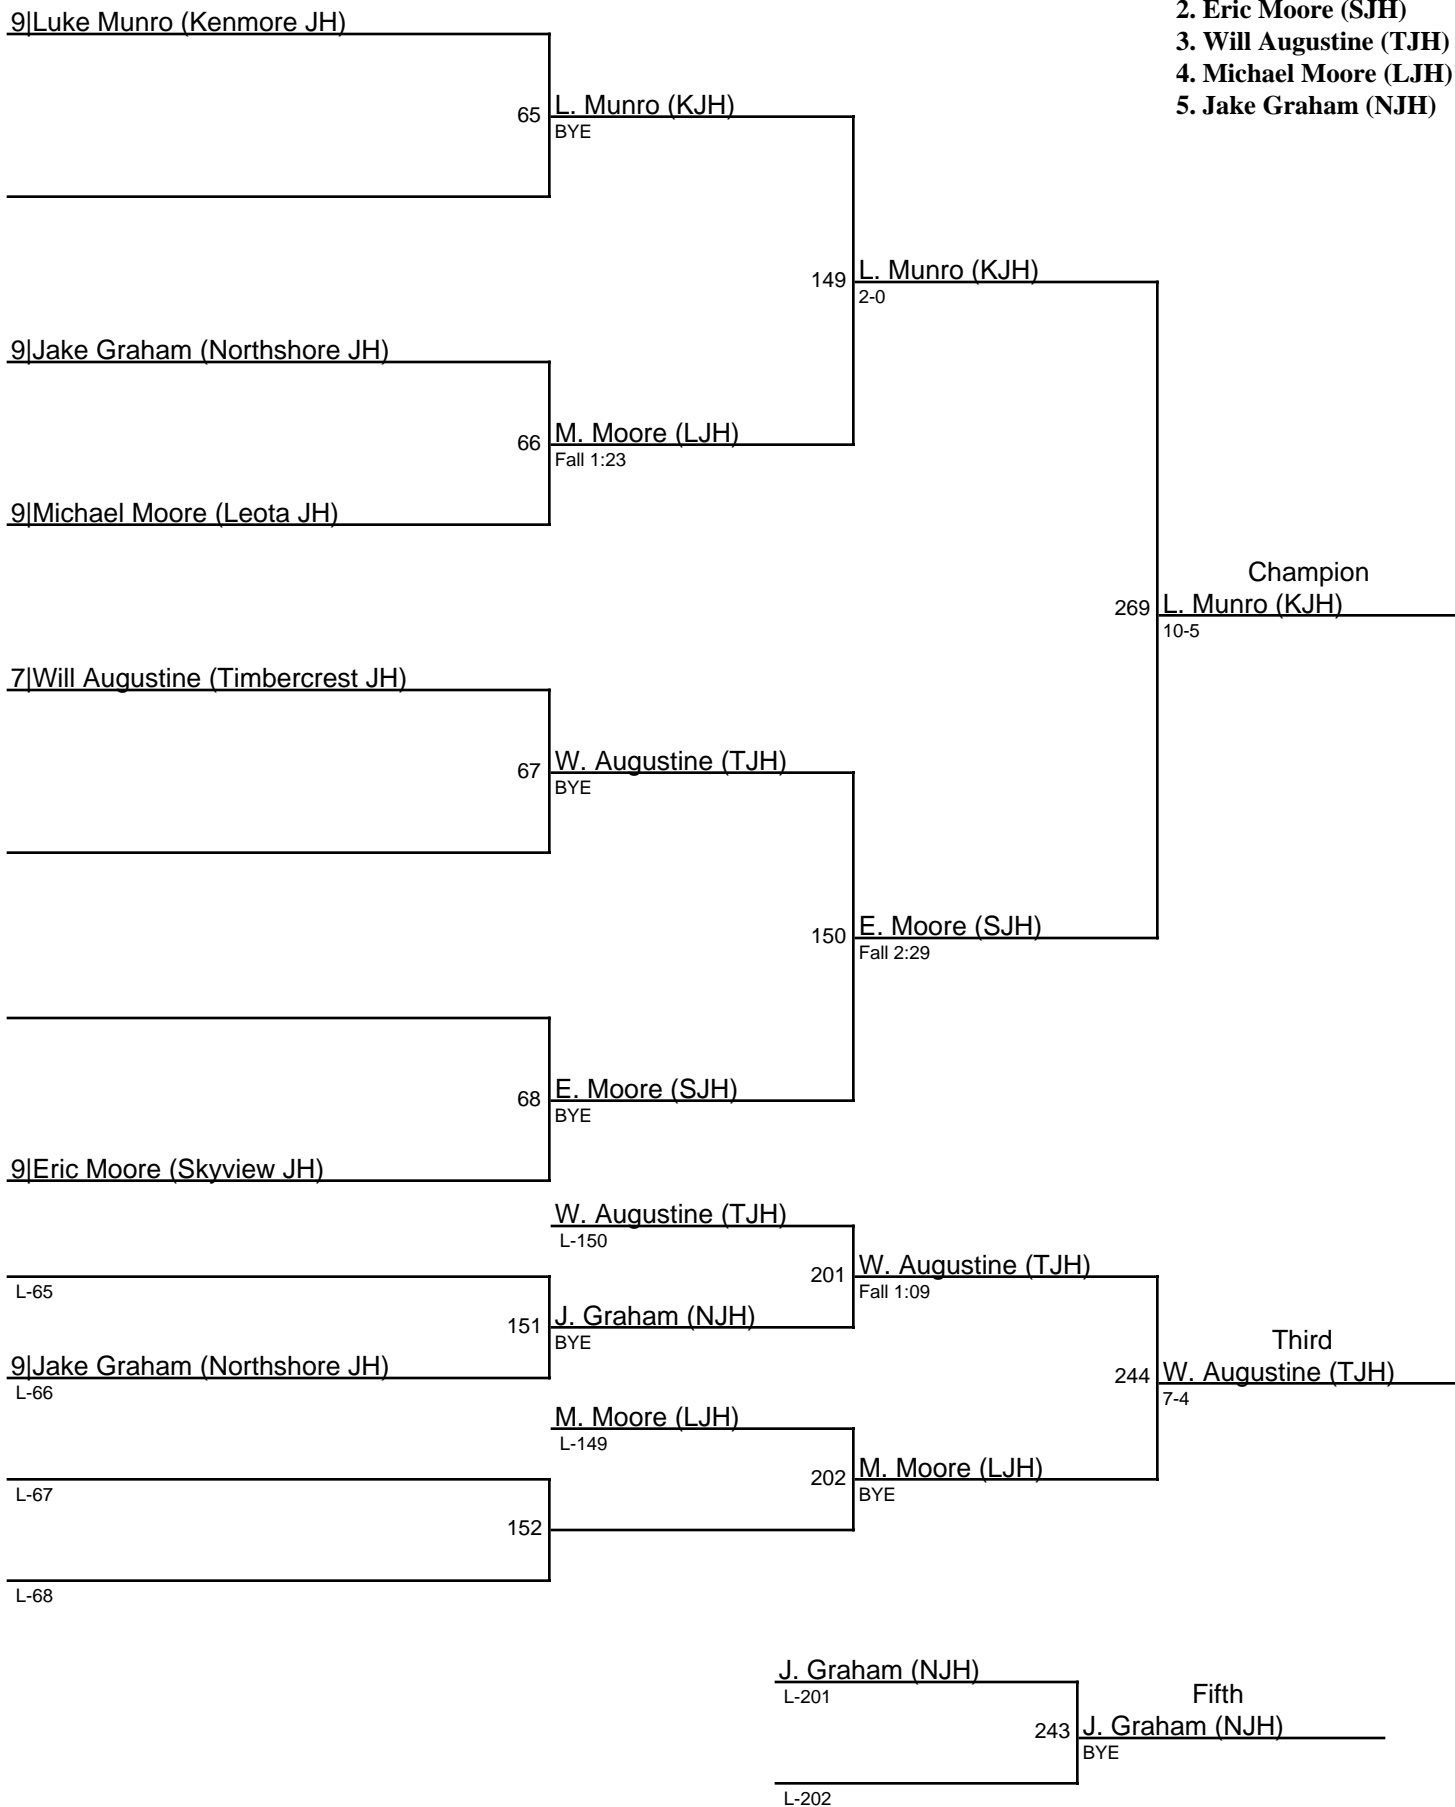 9|Luke Munro (Kenmore JH)
2. Eric Moore (SJH)
3. Will Augustine (TJH)
4. Michael Moore (LJH)
5. Jake Graham (NJH)
65
L. Munro (KJH)
BYE
149
L. Munro (KJH)
2-0
9|Jake Graham (Northshore JH)
66
M. Moore (LJH)
Fall 1:23
9|Michael Moore (Leota JH)
Champion
269
L. Munro (KJH)
10-5
7|Will Augustine (Timbercrest JH)
67
W. Augustine (TJH)
BYE
150
E. Moore (SJH)
Fall 2:29
68
E. Moore (SJH)
BYE
9|Eric Moore (Skyview JH)
W. Augustine (TJH)
L-150
201
W. Augustine (TJH)
Fall 1:09
L-65
151
J. Graham (NJH)
BYE
9|Jake Graham (Northshore JH)
L-66
Third
244
W. Augustine (TJH)
7-4
M. Moore (LJH)
L-149
202
M. Moore (LJH)
BYE
L-67
152
L-68
J. Graham (NJH)
L-201
Fifth
243
J. Graham (NJH)
BYE
L-202